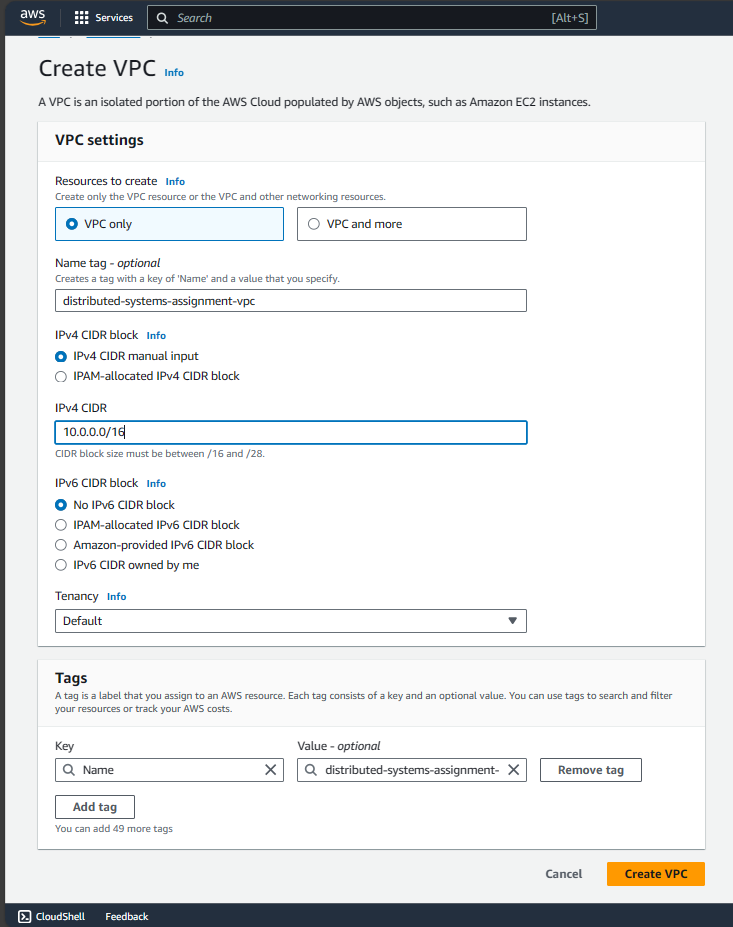 aws Services Search [Alt+S]
Create VPC Info
A VPC is an isolated portion of the AWS Cloud populated by AWS objects, such as Amazon EC2 instances.
VPC settings
Resources to create Info
Create only the VPC resource or the VPC and other networking resources.
VPC only VPC and more
Name tag - optional
Creates a tag with a key of 'Name' and a value that you specify.
distributed-systems-assignment-vpc
IPv4 CIDR block Info
IPv4 CIDR manual input
IPAM-allocated IPv4 CIDR block
IPv4 CIDR
10.0.0.0/16
CIDR block size must be between /16 and /28.
IPv6 CIDR block Info
No IPv6 CIDR block
IPAM-allocated IPv6 CIDR block
Amazon-provided IPv6 CIDR block
IPv6 CIDR owned by me
Tenancy Info
Default
Tags
A tag is a label that you assign to an AWS resource. Each tag consists of a key and an optional value. You can use tags to search and filter
your resources or track your AWS costs.
Key Value - optional
Name distributed-systems-assignment- Remove tag
Add tag
You can add 49 more tags
Cancel Create VPC
CloudShell Feedback